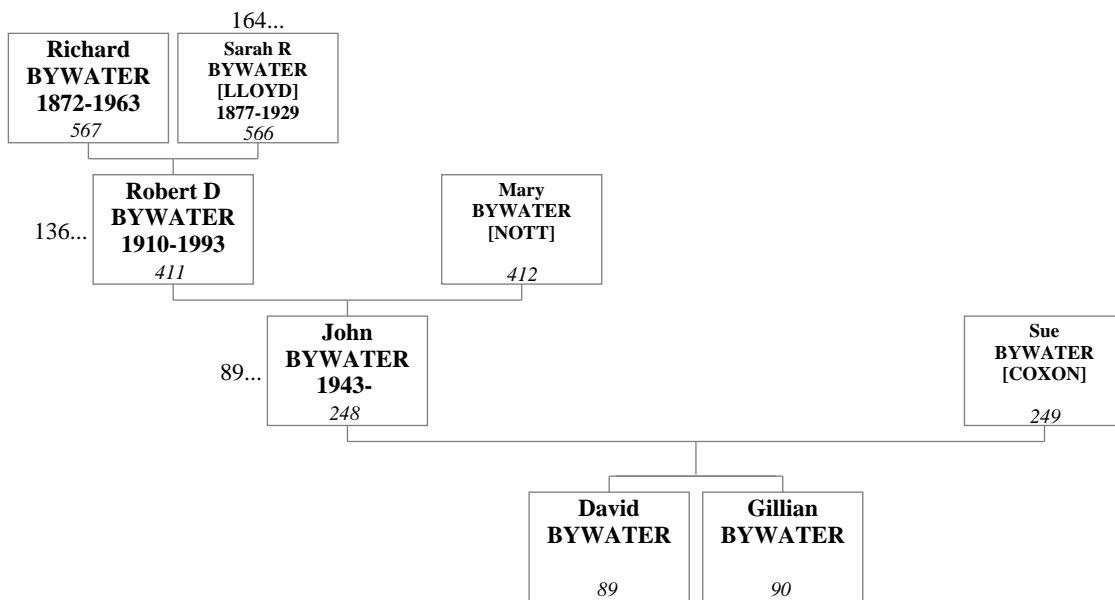 164...
Richard
BYWATER
1872-1963
567
Sarah R
BYWATER
[LLOYD]
1877-1929
566
136...
Robert D
BYWATER
1910-1993
411
Mary
BYWATER
[NOTT]
412
89...
John
BYWATER
1943-
248
Sue
BYWATER
[COXON]
249
David
BYWATER
89
Gillian
BYWATER
90